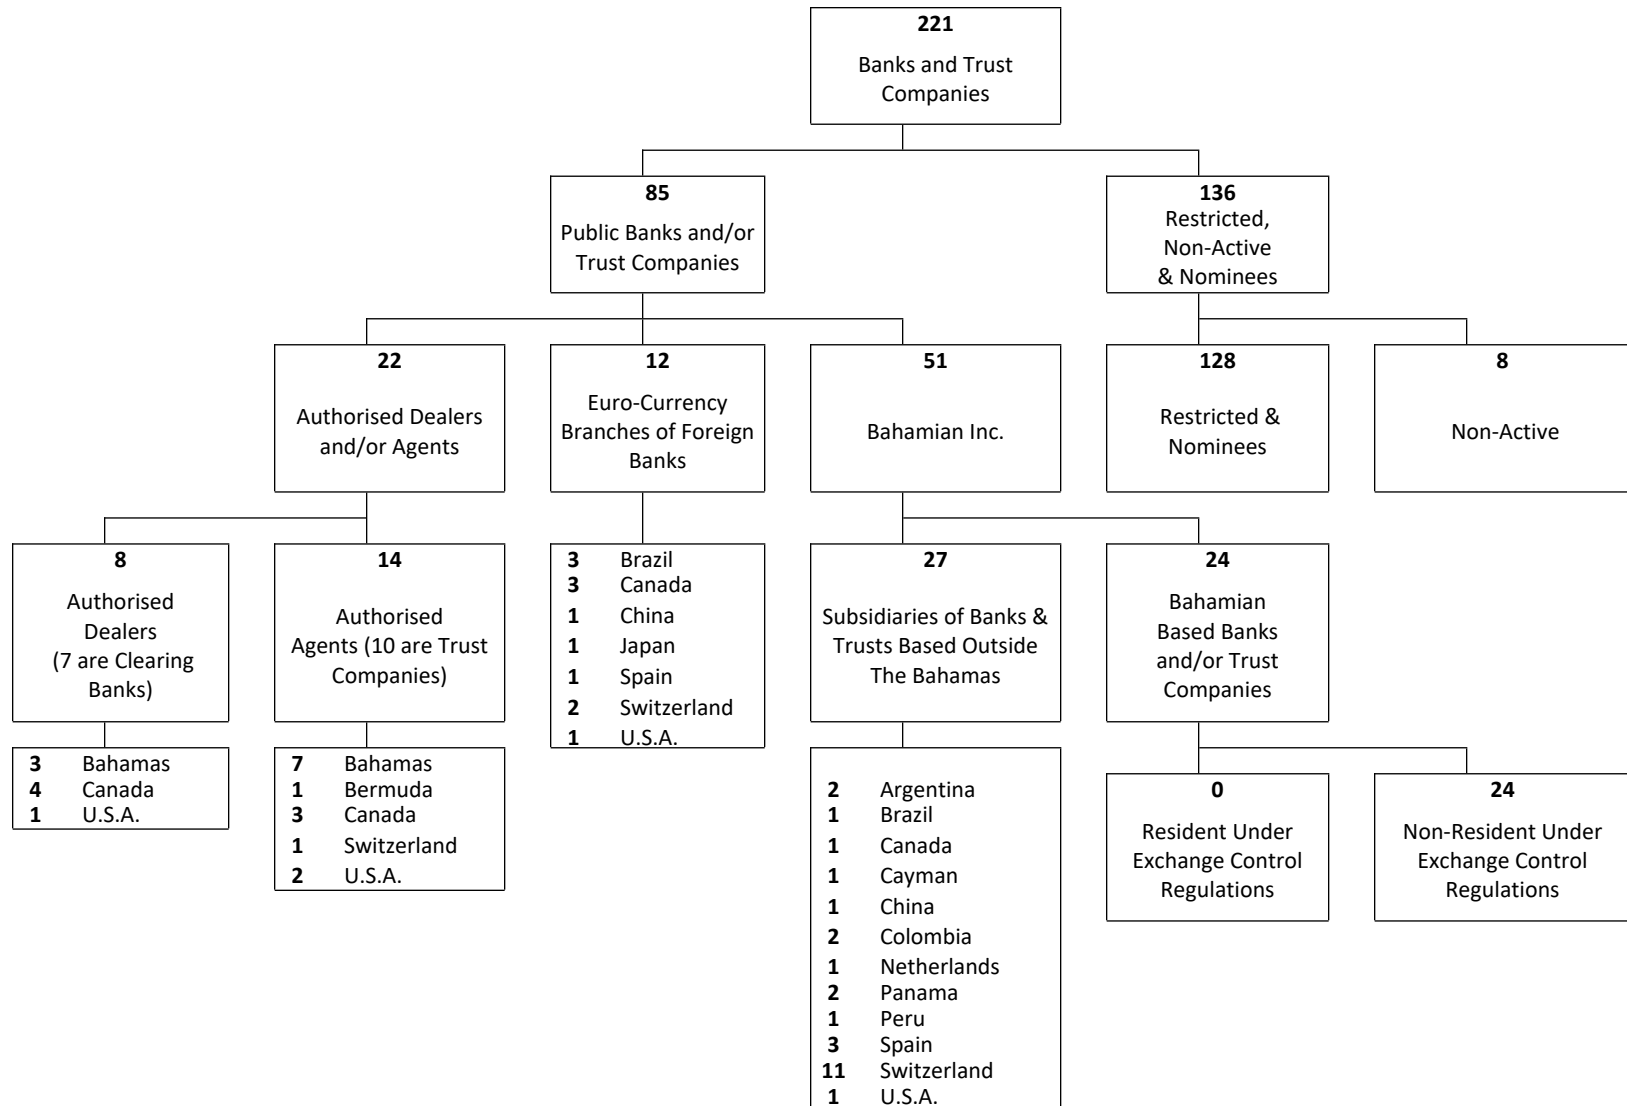 221
Banks and Trust
Companies
85
Public Banks and/or
Trust Companies
136
Restricted,
Non-Active
& Nominees
22
Authorised Dealers
and/or Agents
12
Euro-Currency
Branches of Foreign
Banks
51
Bahamian Inc.
128
Restricted &
Nominees
8
Non-Active
8
Authorised
Dealers
(7 are Clearing
Banks)
14
Authorised
Agents (10 are Trust
Companies)
3 Brazil
3 Canada
1 China
1 Japan
1 Spain
2 Switzerland
1 U.S.A.
27
Subsidiaries of Banks &
Trusts Based Outside
The Bahamas
24
Bahamian
Based Banks
and/or Trust
Companies
3 Bahamas
4 Canada
1 U.S.A.
7 Bahamas
1 Bermuda
3 Canada
1 Switzerland
2 U.S.A.
2 Argentina
1 Brazil
1 Canada
1 Cayman
1 China
2 Colombia
1 Netherlands
2 Panama
1 Peru
3 Spain
11 Switzerland
1 U.S.A.
0
Resident Under
Exchange Control
Regulations
24
Non-Resident Under
Exchange Control
Regulations